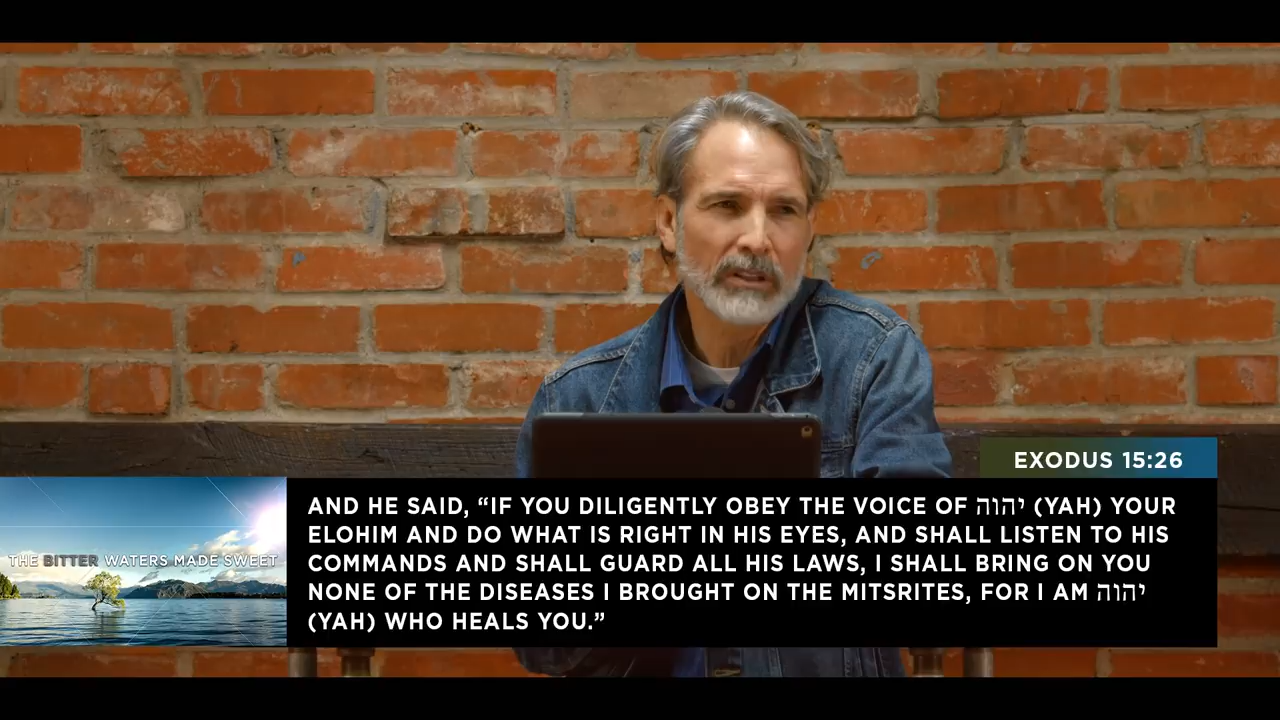 EXODUS 15:26
THE BITTER WATERS MADE SWEET
AND HE SAID, “IF YOU DILIGENTLY OBEY THE VOICE OF יהוה (YAH) YOUR
ELOHIM AND DO WHAT IS RIGHT IN HIS EYES, AND SHALL LISTEN TO HIS
COMMANDS AND SHALL GUARD ALL HIS LAWS, I SHALL BRING ON YOU
NONE OF THE DISEASES I BROUGHT ON THE MITSRITES, FOR I AM יהוה
(YAH) WHO HEALS YOU.”